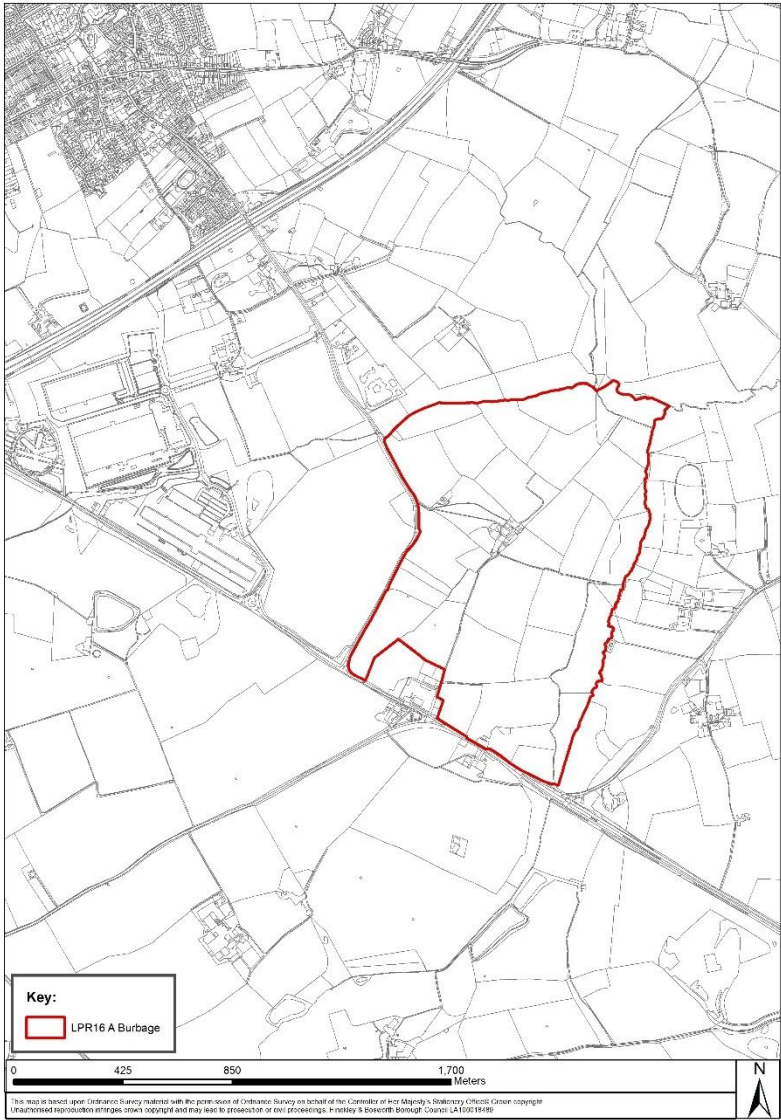 Key:
LPR16 A Burbage
0 425 850 1,700
Meters
N
This map is based upon Ordnance Survey material with the permission of Ordnance Survey on behalf of the Controller of Her Majesty's Stationery Office© Crown copyright
Unauthorised reproduction infringes crown copyright and may lead to prosecution or civil proceedings. Hinckley & Bosworth Borough Council LA100018489